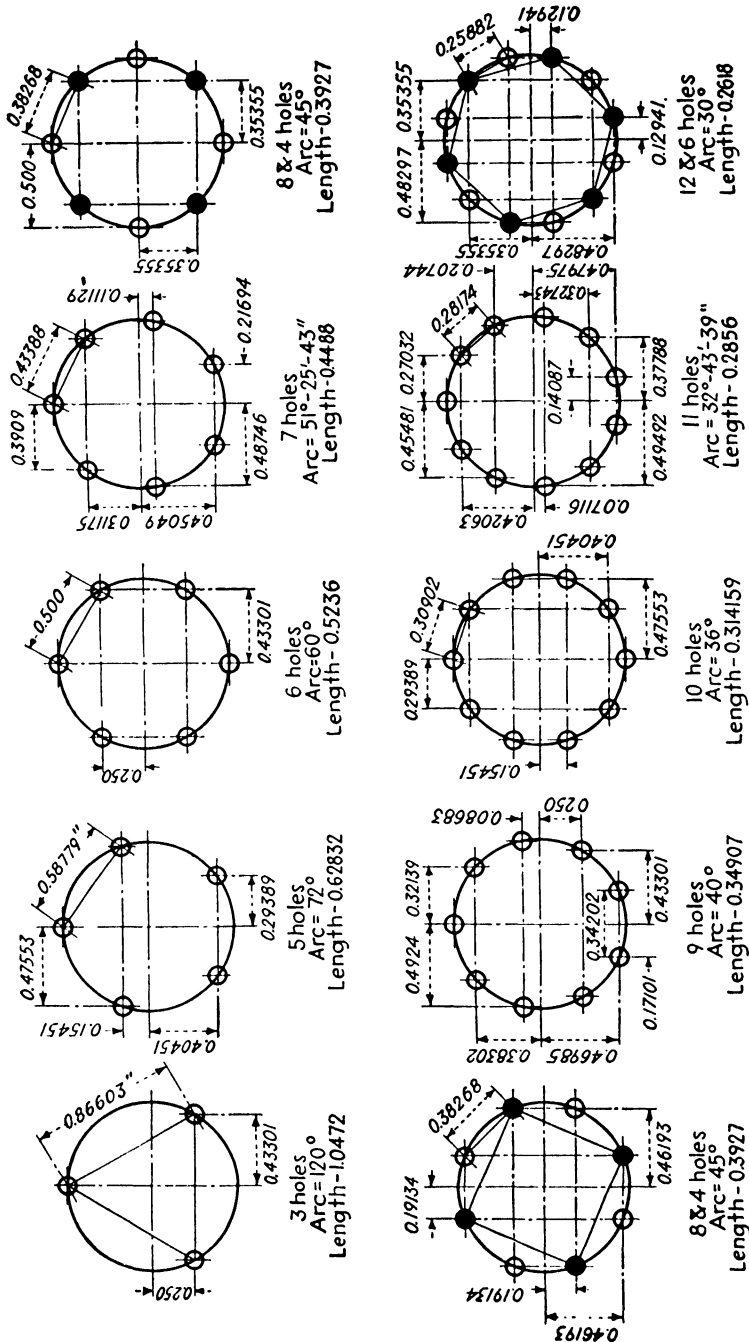 0.86603"
0.250
0.43301
3 holes
Arc=120°
Length-1.0472
0.47553
0.58779"
0.15451
0.40451
0.29389
5 holes
Arc= 72°
Length-0.62832
0.500
0.250
0.43301
6 holes
Arc=60°
Length- 0.5236
0.3909
0.43388
0.11129
0.31175
0.45049
0.48746
0.21694
7 holes
Arc= 51°-25'-43"
Length-0.4488
0.500
0.38268
0.35355
0.35355
8 & 4 holes
Arc=45°
Length-0.3927
0.19134
0.38268
0.19134
0.46193
0.46193
8 & 4 holes
Arc= 45°
Length-0.3927
0.4924
0.32139
0.08683
0.38302
0.46985
0.250
0.34202
0.17101
0.43301
9 holes
Arc= 40°
Length-0.34907
0.29389
0.30902
0.15451
0.40451
0.47553
10 holes
Arc= 36°
Length-0.314159
0.45481
0.27032
0.28174
0.20744
0.42063
0.14087
0.32743
0.47975
0.07116
0.49492
0.37788
11 holes
Arc= 32°-43'-39"
Length-0.2856
0.48297
0.35355
0.25882
0.12941
0.35355
0.48297
0.12941
12 & 6 holes
Arc=30°
Length-0.2618